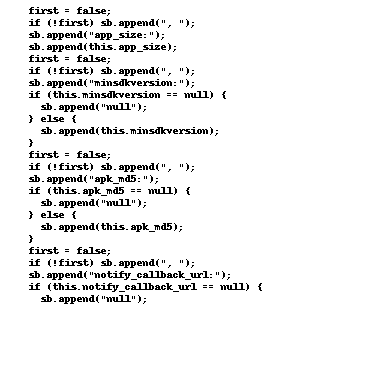 first = false;
if (!first) sb.append(", ");
sb.append("app_size:");
sb.append(this.app_size);
first = false;
if (!first) sb.append(", ");
sb.append("minsdkversion:");
if (this.minsdkversion == null) {
sb.append("null");
} else {
sb.append(this.minsdkversion);
}
first = false;
if (!first) sb.append(", ");
sb.append("apk_md5:");
if (this.apk_md5 == null) {
sb.append("null");
} else {
sb.append(this.apk_md5);
}
first = false;
if (!first) sb.append(", ");
sb.append("notify_callback_url:");
if (this.notify_callback_url == null) {
sb.append("null");